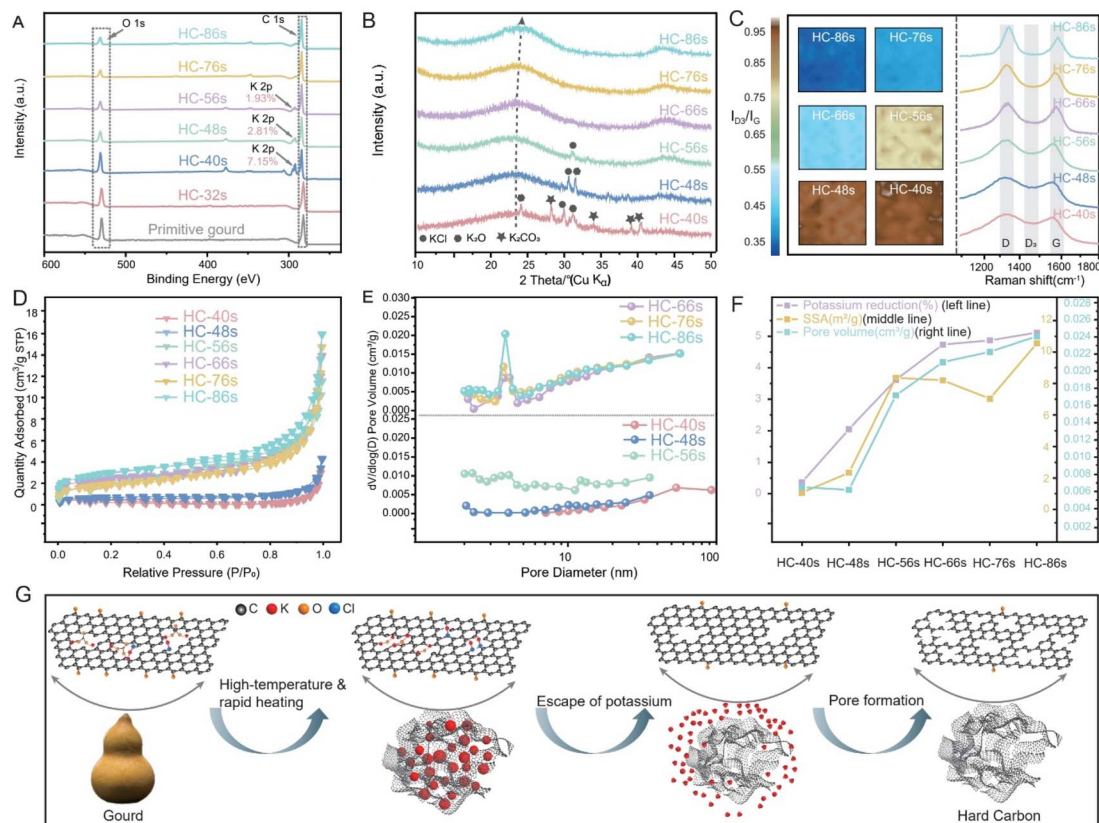 A
O 1s
C 1s
HC-86s
HC-76s
K 2p
1.93%
HC-56s
K 2p
2.81%
HC-48s
K 2p
7.15%
HC-40s
HC-32s
Primitive gourd
Intensity (a.u.)
600 500 400 300
Binding Energy (eV)
B
HC-86s
HC-76s
HC-66s
HC-56s
HC-48s
HC-40s
KCl K₂O K₂CO₃
Intensity (a.u.)
10 15 20 25 30 35 40 45 50
2 Theta/°(Cu Kα)
C
0.95
0.85
0.75
0.65
0.55
0.45
0.35
I_D3/I_G
HC-86s HC-76s
HC-66s HC-56s
HC-48s HC-40s
HC-86s
HC-76s
HC-66s
HC-56s
HC-48s
HC-40s
D D₃ G
1200 1400 1600 1800
Raman shift(cm⁻¹)
D
HC-40s
HC-48s
HC-56s
HC-66s
HC-76s
HC-86s
Quantity Adsorbed (cm³/g STP)
18
16
14
12
10
8
6
4
2
0
0.0 0.2 0.4 0.6 0.8 1.0
Relative Pressure (P/P₀)
E
HC-66s
HC-76s
HC-86s
0.030
0.025
0.020
0.015
0.010
0.005
0.000
dV/dlog(D) Pore Volume (cm³/g)
HC-40s
HC-48s
HC-56s
0.025
0.020
0.015
0.010
0.005
0.000
10 100
Pore Diameter (nm)
F
Potassium reduction(%) (left line)
SSA(m²/g)(middle line)
Pore volume(cm³/g)(right line)
5
4
3
2
1
0
12
10
8
6
4
2
0
0.028
0.026
0.024
0.022
0.020
0.018
0.016
0.014
0.012
0.010
0.008
0.006
0.004
0.002
HC-40s HC-48s HC-56s HC-66s HC-76s HC-86s
G
C K O Cl
High-temperature &
rapid heating
Escape of potassium
Pore formation
Gourd
Hard Carbon